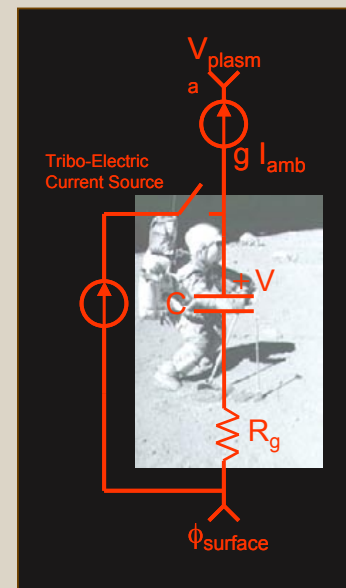 V plasm
a
g I amb
Tribo-Electric
Current Source
+ V
C
R g
ϕ surface